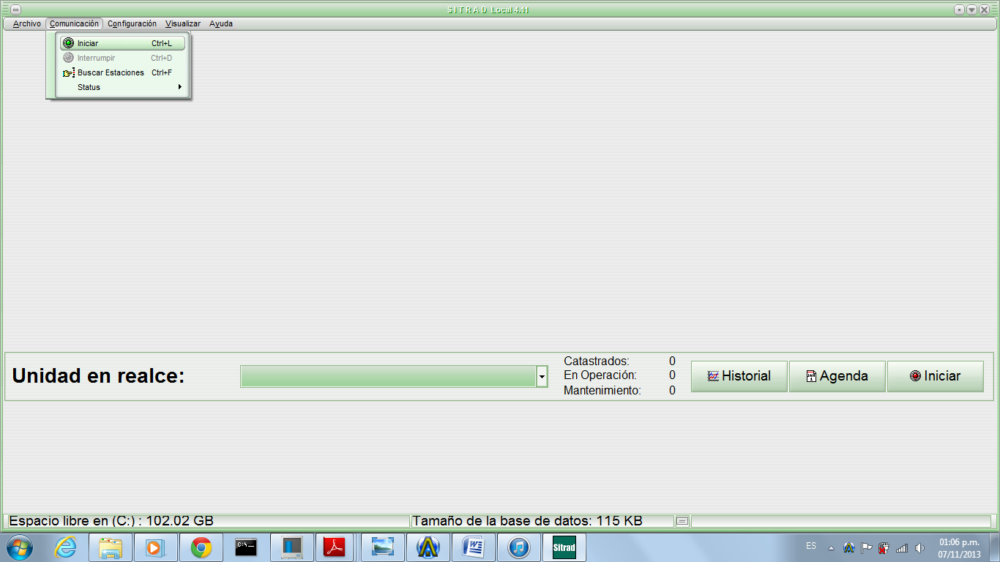 S I T R A D Local 4.11
Archivo Comunicación Configuración Visualizar Ayuda
Iniciar Ctrl+L
Interrumpir Ctrl+D
Buscar Estaciones Ctrl+F
Status
Unidad en realce:
Catastrados: 0
En Operación: 0
Mantenimiento: 0
Historial
Agenda
Iniciar
Espacio libre en (C:) : 102.02 GB
Tamaño de la base de datos: 115 KB
C:\
Sitrad
ES
01:06 p.m.
07/11/2013